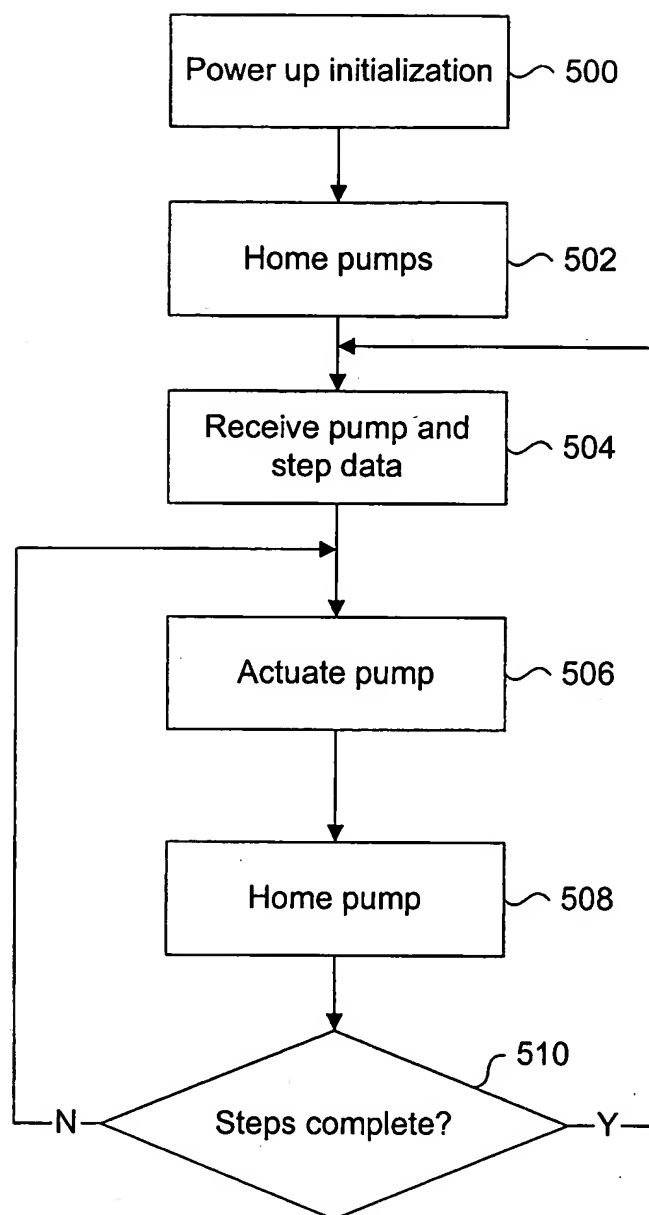 Power up initialization
500
Home pumps
502
Receive pump and
step data
504
Actuate pump
506
Home pump
508
510
Steps complete?
N
Y